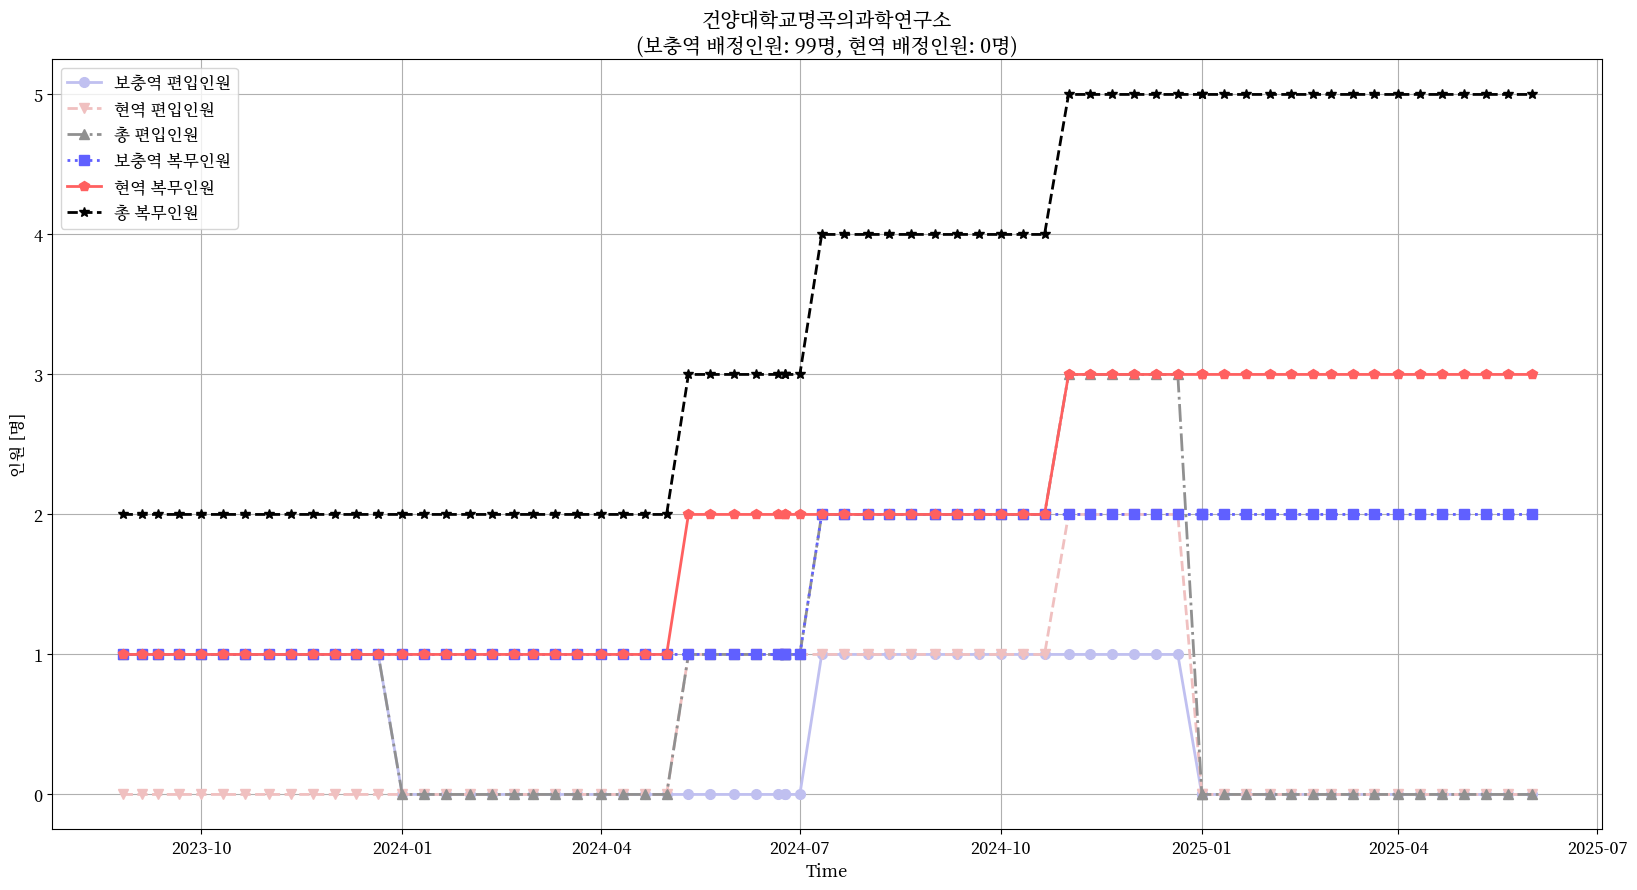 건양대학교명곡의과학연구소
(보충역 배정인원: 99명, 현역 배정인원: 0명)
보충역 편입인원
현역 편입인원
총 편입인원
보충역 복무인원
현역 복무인원
총 복무인원
인원 [명]
5
4
3
2
1
0
2023-10
2024-01
2024-04
2024-07
2024-10
2025-01
2025-04
2025-07
Time